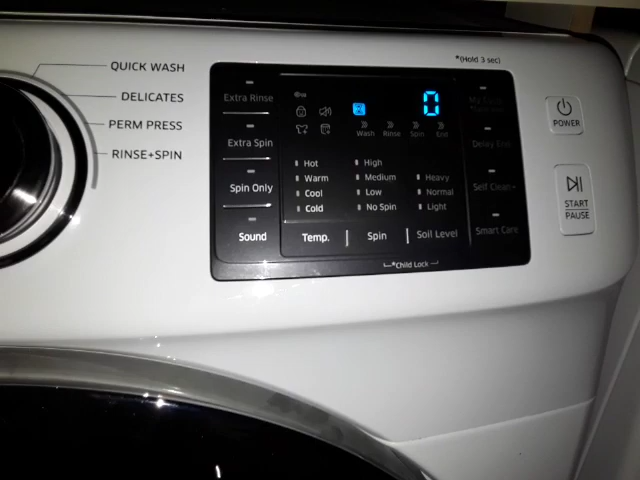 QUICK WASH
DELICATES
PERM PRESS
RINSE+SPIN
*(Hold 3 sec)
Extra Rinse
Extra Spin
Spin Only
Sound
0
Wash Rinse Spin End
Hot High
Warm Medium Heavy
Cool Low Normal
Cold No Spin Light
Temp. Spin Soil Level
*Child Lock
Delay End
Self Clean+
Smart Care
POWER
START
PAUSE